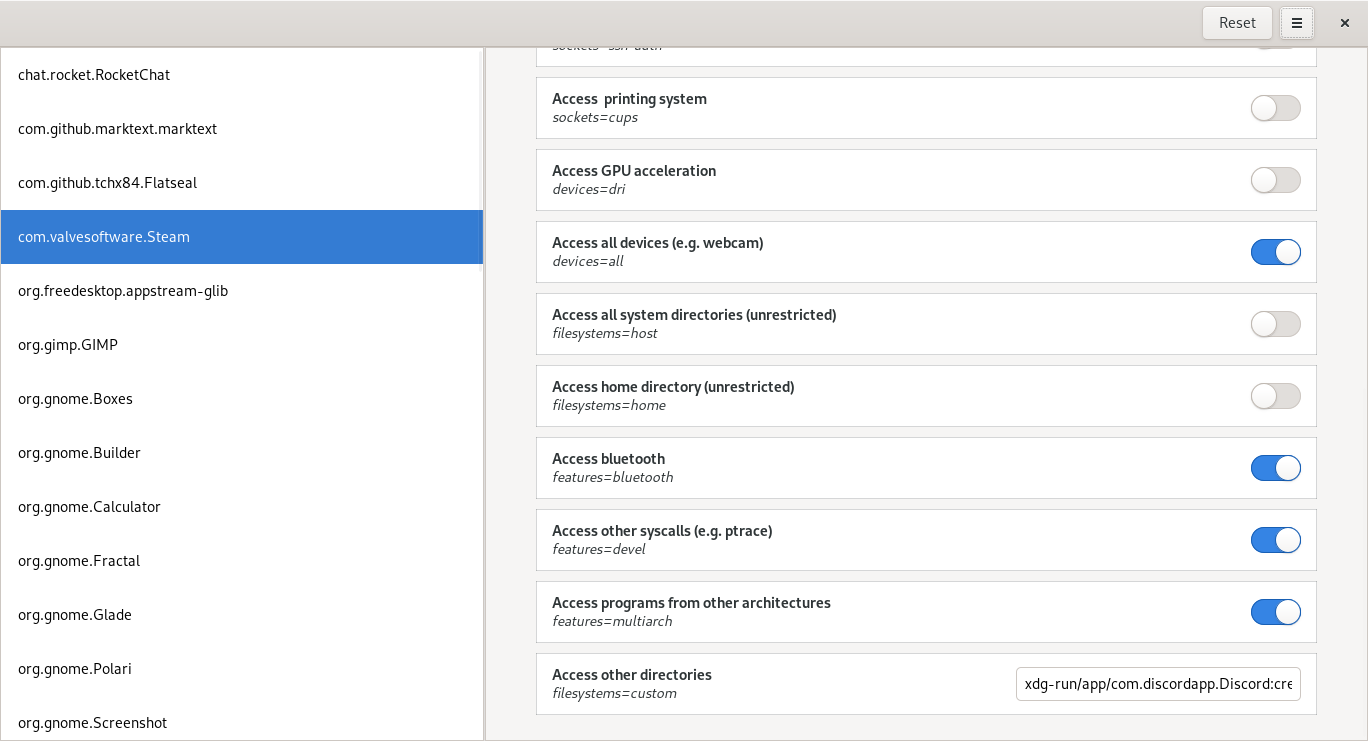 Reset
chat.rocket.RocketChat
com.github.marktext.marktext
com.github.tchx84.Flatseal
com.valvesoftware.Steam
org.freedesktop.appstream-glib
org.gimp.GIMP
org.gnome.Boxes
org.gnome.Builder
org.gnome.Calculator
org.gnome.Fractal
org.gnome.Glade
org.gnome.Polari
org.gnome.Screenshot
sockets=ssh-auth
Access  printing system
sockets=cups
Access GPU acceleration
devices=dri
Access all devices (e.g. webcam)
devices=all
Access all system directories (unrestricted)
filesystems=host
Access home directory (unrestricted)
filesystems=home
Access bluetooth
features=bluetooth
Access other syscalls (e.g. ptrace)
features=devel
Access programs from other architectures
features=multiarch
Access other directories
filesystems=custom
xdg-run/app/com.discordapp.Discord:cre